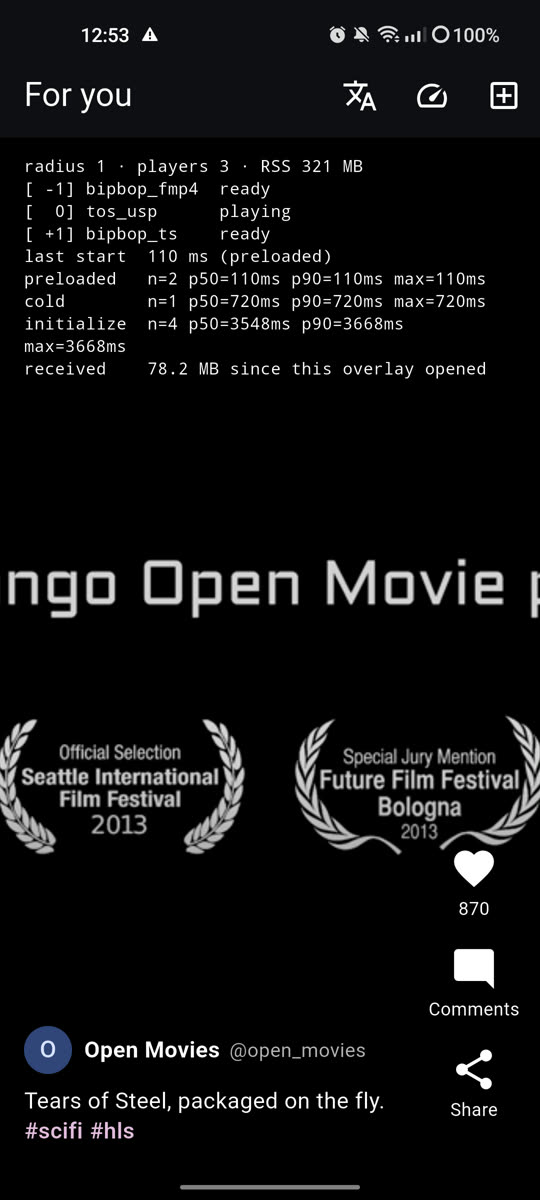 12:53
100%
For you
radius 1 · players 3 · RSS 321 MB
[ -1] bipbop_fmp4  ready
[  0] tos_usp      playing
[ +1] bipbop_ts    ready
last start  110 ms (preloaded)
preloaded   n=2 p50=110ms p90=110ms max=110ms
cold        n=1 p50=720ms p90=720ms max=720ms
initialize  n=4 p50=3548ms p90=3668ms
max=3668ms
received    78.2 MB since this overlay opened
ngo Open Movie p
Official Selection
Seattle International
Film Festival
2013
Special Jury Mention
Future Film Festival
Bologna
2013
870
Comments
O
Open Movies @open_movies
Share
Tears of Steel, packaged on the fly.
#scifi #hls